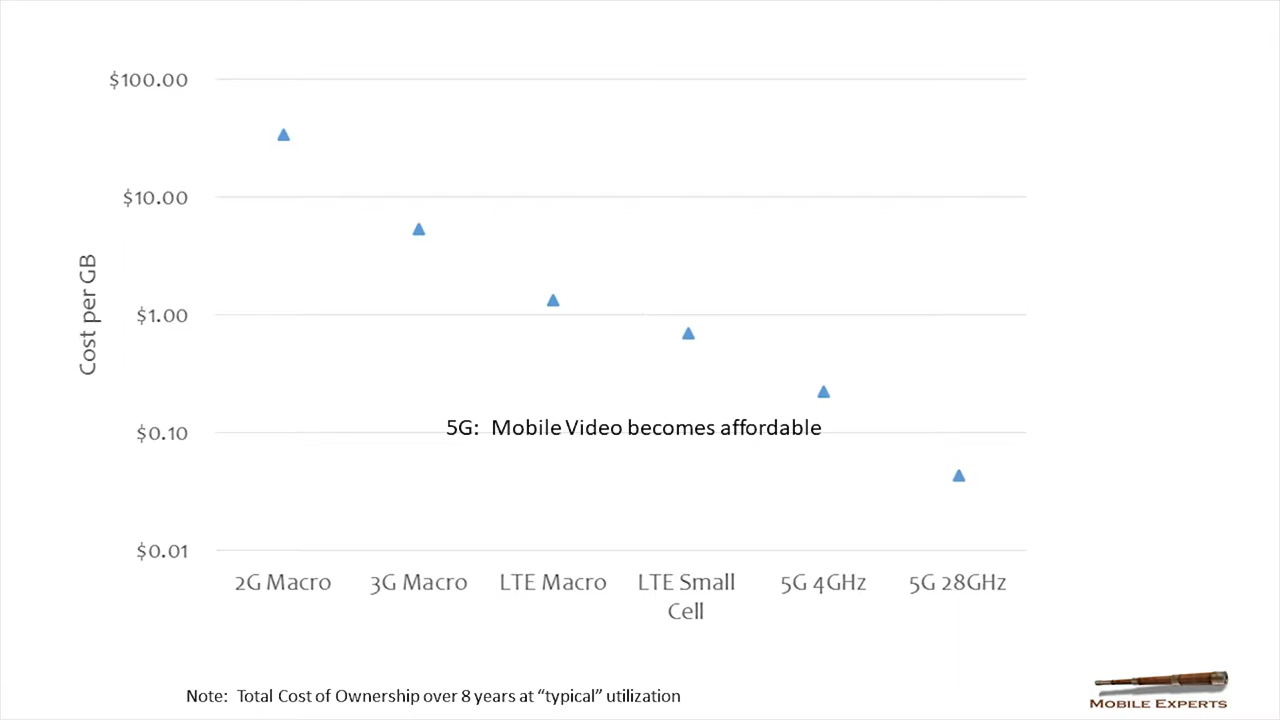 $100.00
$10.00
$1.00
$0.10
$0.01
Cost per GB
5G: Mobile Video becomes affordable
2G Macro
3G Macro
LTE Macro
LTE Small
Cell
5G 4GHz
5G 28GHz
Note: Total Cost of Ownership over 8 years at “typical” utilization
MOBILE EXPERTS